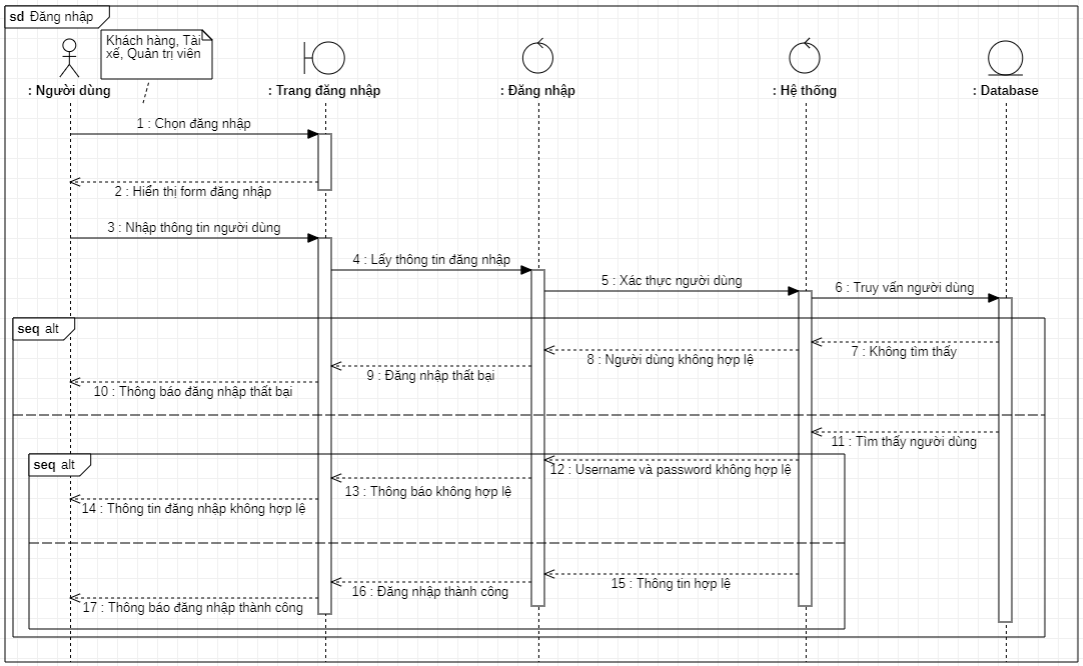 sd Đăng nhập
Khách hàng, Tài
xế, Quản trị viên
: Người dùng
: Trang đăng nhập
: Đăng nhập
: Hệ thống
: Database
1 : Chọn đăng nhập
2 : Hiển thị form đăng nhập
3 : Nhập thông tin người dùng
4 : Lấy thông tin đăng nhập
5 : Xác thực người dùng
6 : Truy vấn người dùng
seq alt
7 : Không tìm thấy
8 : Người dùng không hợp lệ
9 : Đăng nhập thất bại
10 : Thông báo đăng nhập thất bại
11 : Tìm thấy người dùng
seq alt
12 : Username và password không hợp lệ
13 : Thông báo không hợp lệ
14 : Thông tin đăng nhập không hợp lệ
15 : Thông tin hợp lệ
16 : Đăng nhập thành công
17 : Thông báo đăng nhập thành công